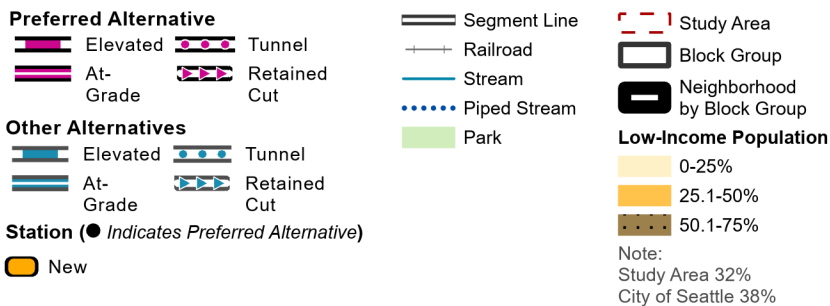 Preferred Alternative
Elevated
Tunnel
At-
Grade
Retained
Cut
Other Alternatives
Elevated
Tunnel
At-
Grade
Retained
Cut
Station (● Indicates Preferred Alternative)
New
Segment Line
Railroad
Stream
Piped Stream
Park
Study Area
Block Group
Neighborhood
by Block Group
Low-Income Population
0-25%
25.1-50%
50.1-75%
Note:
Study Area 32%
City of Seattle 38%